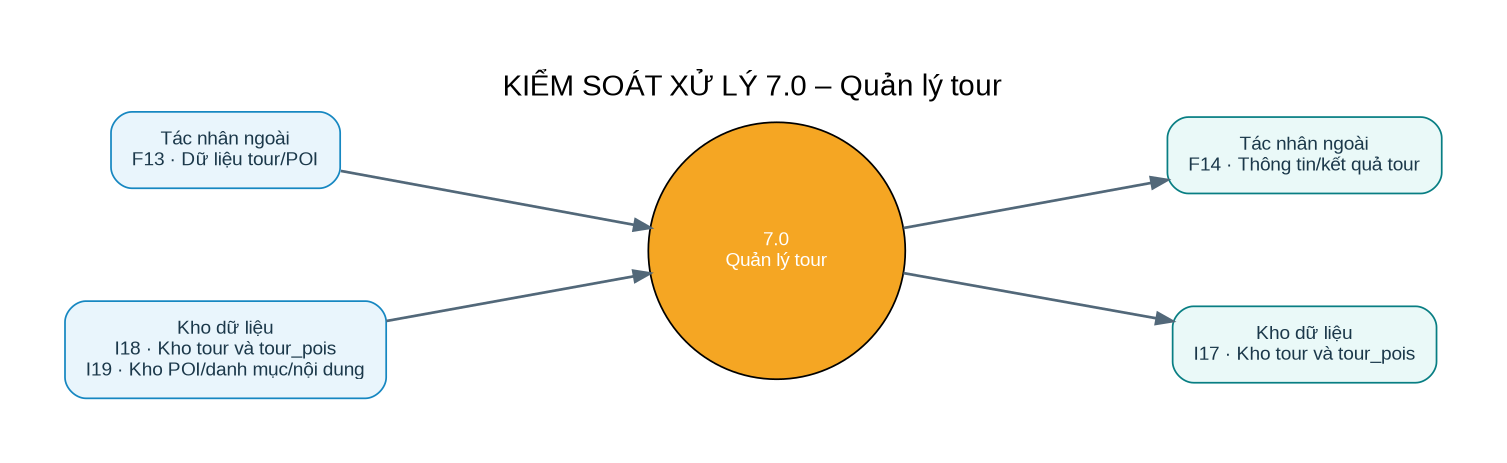 KIỂM SOÁT XỬ LÝ 7.0 – Quản lý tour
Tác nhân ngoài
F13 · Dữ liệu tour/POI
Kho dữ liệu
I18 · Kho tour và tour_pois
I19 · Kho POI/danh mục/nội dung
7.0
Quản lý tour
Tác nhân ngoài
F14 · Thông tin/kết quả tour
Kho dữ liệu
I17 · Kho tour và tour_pois